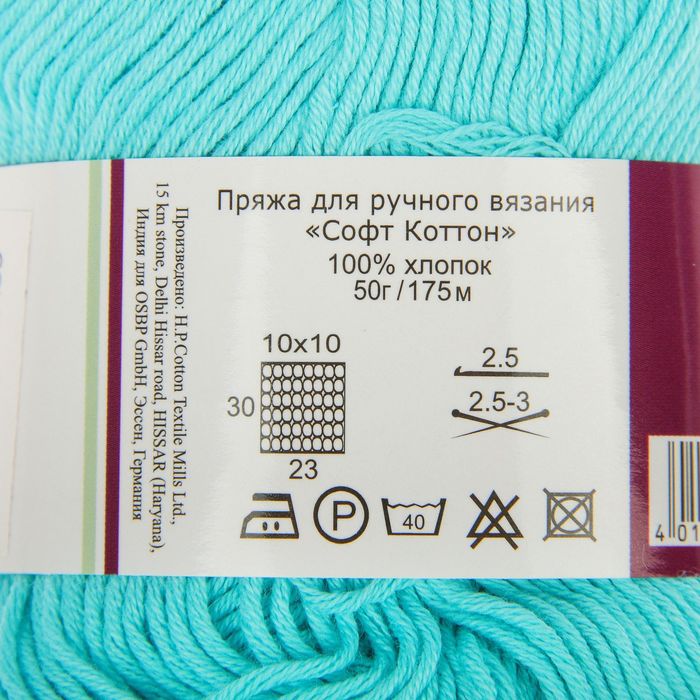 Пряжа для ручного вязания
«Софт Коттон»
100% хлопок
50г/175м
10x10
30
23
2.5
2.5-3
P
40
Произведено: H.P.Cotton Textile Mills Ltd.,
15 km stone, Delhi Hissar road, HISSAR (Haryana),
Индия для OSBP GmbH, Эссен, Германия
4 01